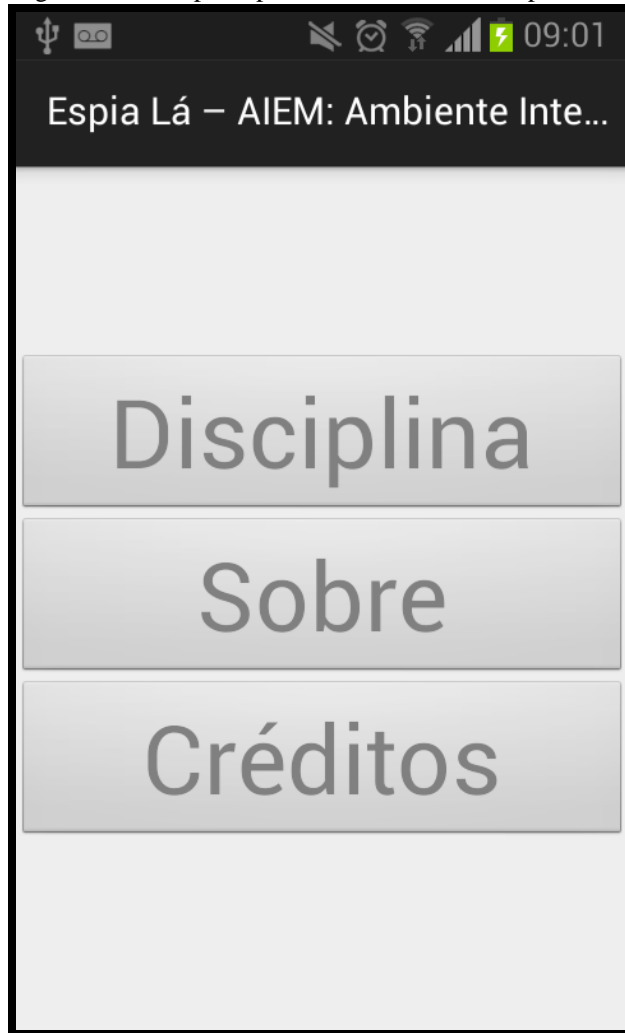 09:01
Espia Lá – AIEM: Ambiente Inte...
Disciplina
Sobre
Créditos